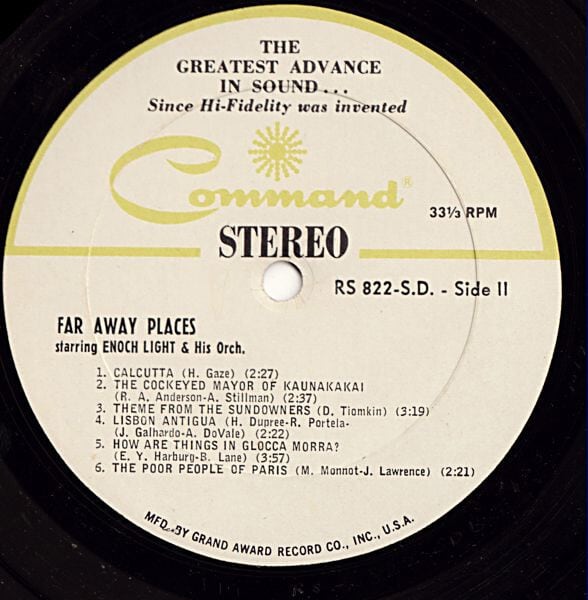 THE
GREATEST ADVANCE
IN SOUND...
Since Hi-Fidelity was invented
Command®
33⅓ RPM
STEREO
RS 822-S.D. - Side II
FAR AWAY PLACES
starring ENOCH LIGHT & His Orch.
1. CALCUTTA (H. Gaze) (2:27)
2. THE COCKEYED MAYOR OF KAUNAKAKAI
(R. A. Anderson-A. Stillman) (2:37)
3. THEME FROM THE SUNDOWNERS (D. Tiomkin) (3:19)
4. LISBON ANTIGUA (H. Dupree-R. Portela-
J. Galhardo-A. DoVale) (2:22)
5. HOW ARE THINGS IN GLOCCA MORRA?
(E. Y. Harburg-B. Lane) (3:57)
6. THE POOR PEOPLE OF PARIS (M. Monnot-J. Lawrence) (2:21)
MFD. BY GRAND AWARD RECORD CO., INC., U.S.A.